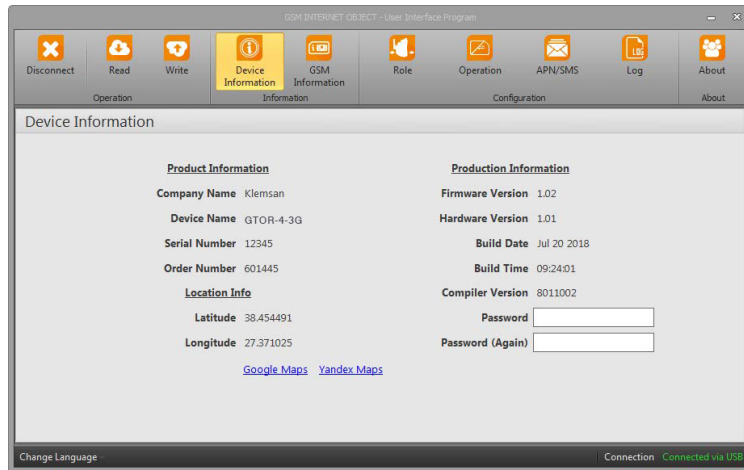 GSM INTERNET OBJECT - User Interface Program
Disconnect
Read
Write
Device Information
GSM Information
Role
Operation
APN/SMS
LOG
Log
About
Operation
Information
Configuration
About
Device Information
Product Information
Company Name Klemsan
Device Name GTOR-4-3G
Serial Number 12345
Order Number 601445
Location Info
Latitude 38.454491
Longitude 27.371025
Google Maps Yandex Maps
Production Information
Firmware Version 1.02
Hardware Version 1.01
Build Date Jul 20 2018
Build Time 09:24:01
Compiler Version 8011002
Password
Password (Again)
Change Language
Connection Connected via USB